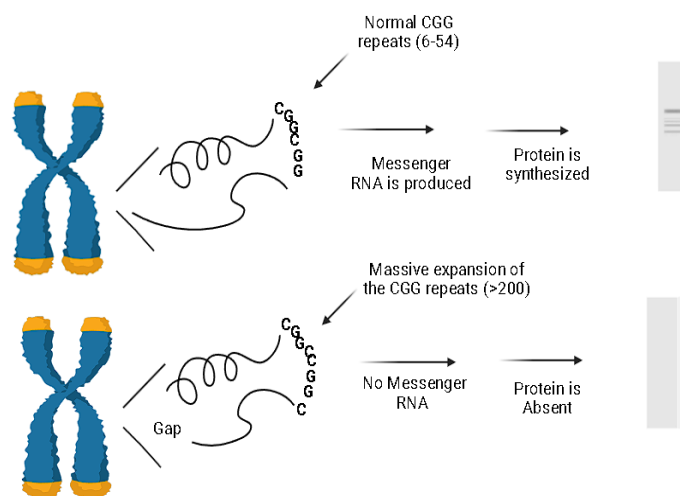 Normal CGG
repeats (6-54)
CGGCGG
Messenger
RNA is produced
Protein is
synthesized
Massive expansion of
the CGG repeats (>200)
CGGCCGGC
No Messenger
RNA
Protein is
Absent
Gap